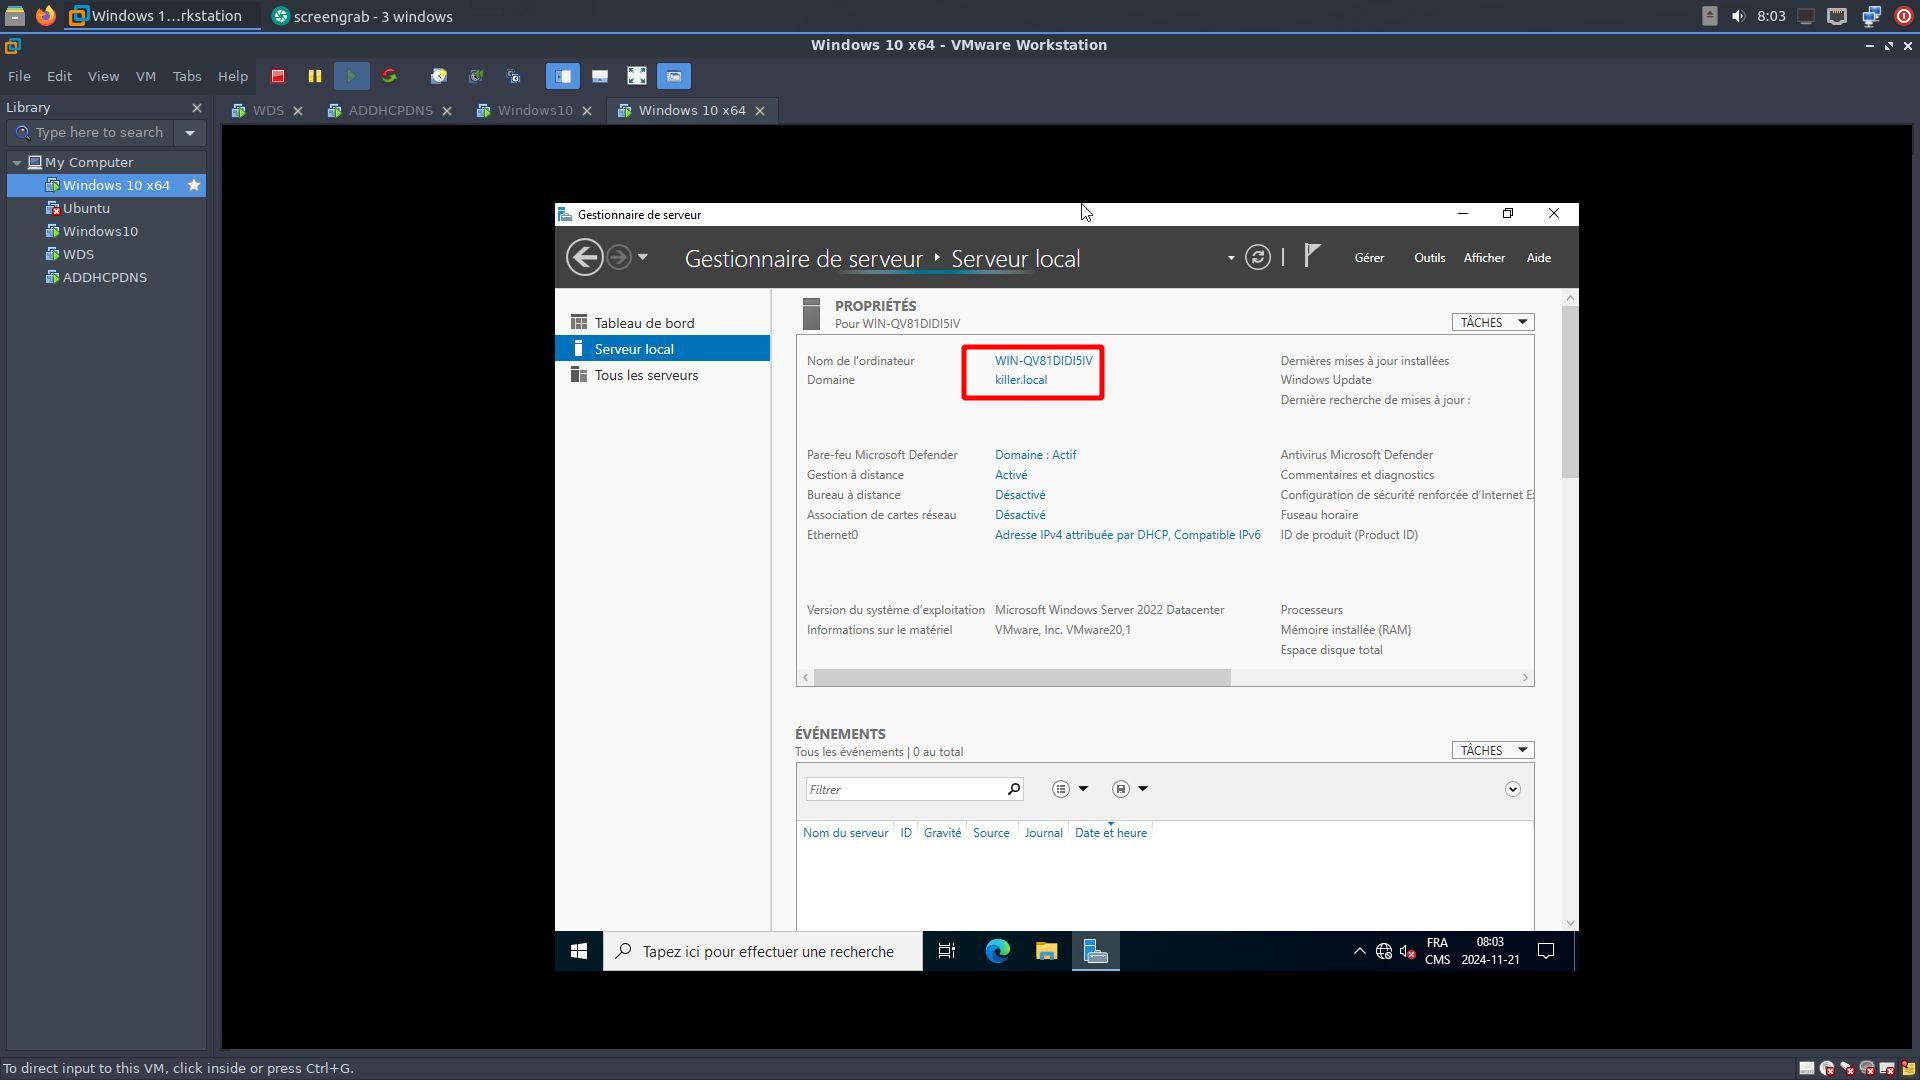 Windows 1...rkstation
screengrab - 3 windows
8:03
Windows 10 x64 - VMware Workstation
File Edit View VM Tabs Help
Library
WDS
ADDHCPDNS
Windows10
Windows 10 x64
Type here to search
My Computer
Windows 10 x64
Ubuntu
Windows10
WDS
ADDHCPDNS
Gestionnaire de serveur
Gestionnaire de serveur ‣ Serveur local
Gérer Outils Afficher Aide
Tableau de bord
Serveur local
Tous les serveurs
PROPRIÉTÉS
Pour WIN-QV81DIDI5IV
TÂCHES
Nom de l'ordinateur WIN-QV81DIDI5IV Dernières mises à jour installées
Domaine killer.local Windows Update
Dernière recherche de mises à jour :
Pare-feu Microsoft Defender Domaine : Actif Antivirus Microsoft Defender
Gestion à distance Activé Commentaires et diagnostics
Bureau à distance Désactivé Configuration de sécurité renforcée d'Internet E
Association de cartes réseau Désactivé Fuseau horaire
Ethernet0 Adresse IPv4 attribuée par DHCP, Compatible IPv6 ID de produit (Product ID)
Version du système d'exploitation Microsoft Windows Server 2022 Datacenter Processeurs
Informations sur le matériel VMware, Inc. VMware20,1 Mémoire installée (RAM)
Espace disque total
ÉVÉNEMENTS
Tous les événements | 0 au total
TÂCHES
Filtrer
Nom du serveur ID Gravité Source Journal Date et heure
Tapez ici pour effectuer une recherche
FRA
CMS
08:03
2024-11-21
To direct input to this VM, click inside or press Ctrl+G.